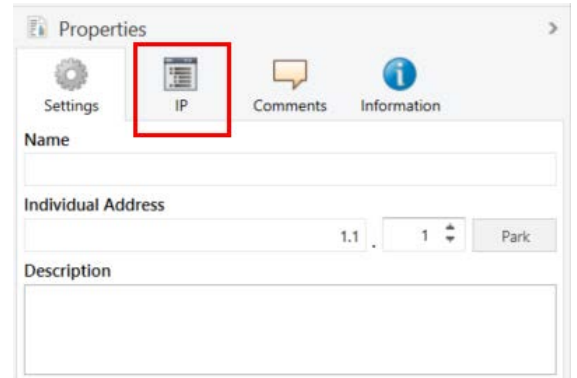 Properties
Settings IP Comments Information
Name
Individual Address
1.1 . 1 Park
Description